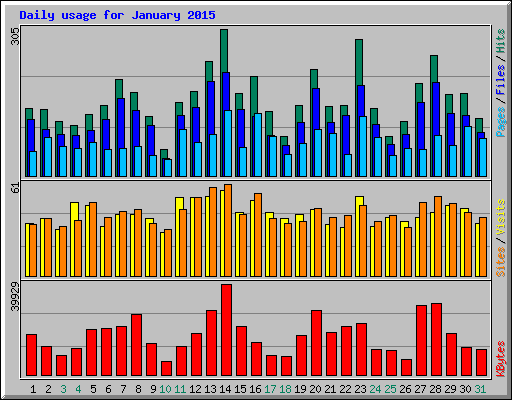 Daily usage for January 2015
305
61
39929
Pages / Files / Hits
Sites / Visits
KBytes
1 2 3 4 5 6 7 8 9 10 11 12 13 14 15 16 17 18 19 20 21 22 23 24 25 26 27 28 29 30 31